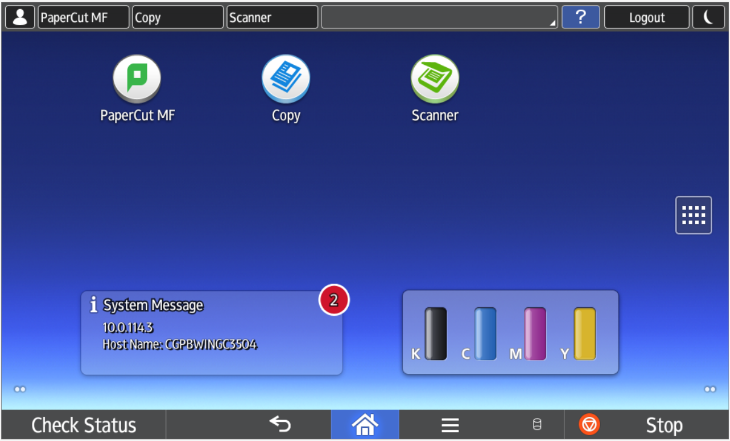 PaperCut MF Copy Scanner ? Logout
PaperCut MF Copy Scanner
System Message
2
10.0.114.3
Host Name: CGPBWINGC3504
K C M Y
Check Status Stop